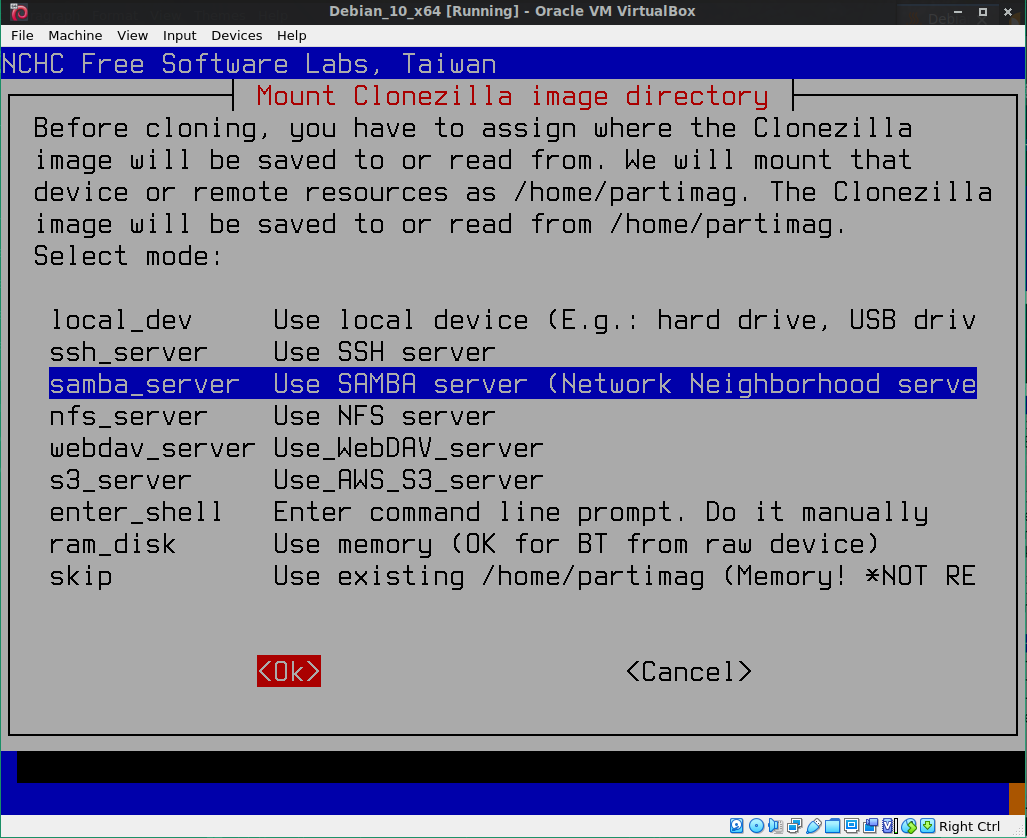 Debian_10_x64 [Running] - Oracle VM VirtualBox
File Machine View Input Devices Help
NCHC Free Software Labs, Taiwan
Mount Clonezilla image directory
Before cloning, you have to assign where the Clonezilla
image will be saved to or read from. We will mount that
device or remote resources as /home/partimag. The Clonezilla
image will be saved to or read from /home/partimag.
Select mode:
local_dev Use local device (E.g.: hard drive, USB driv
ssh_server Use SSH server
samba_server Use SAMBA server (Network Neighborhood serve
nfs_server Use NFS server
webdav_server Use_WebDAV_server
s3_server Use_AWS_S3_server
enter_shell Enter command line prompt. Do it manually
ram_disk Use memory (OK for BT from raw device)
skip Use existing /home/partimag (Memory! *NOT RE
<Ok> <Cancel>
Right Ctrl